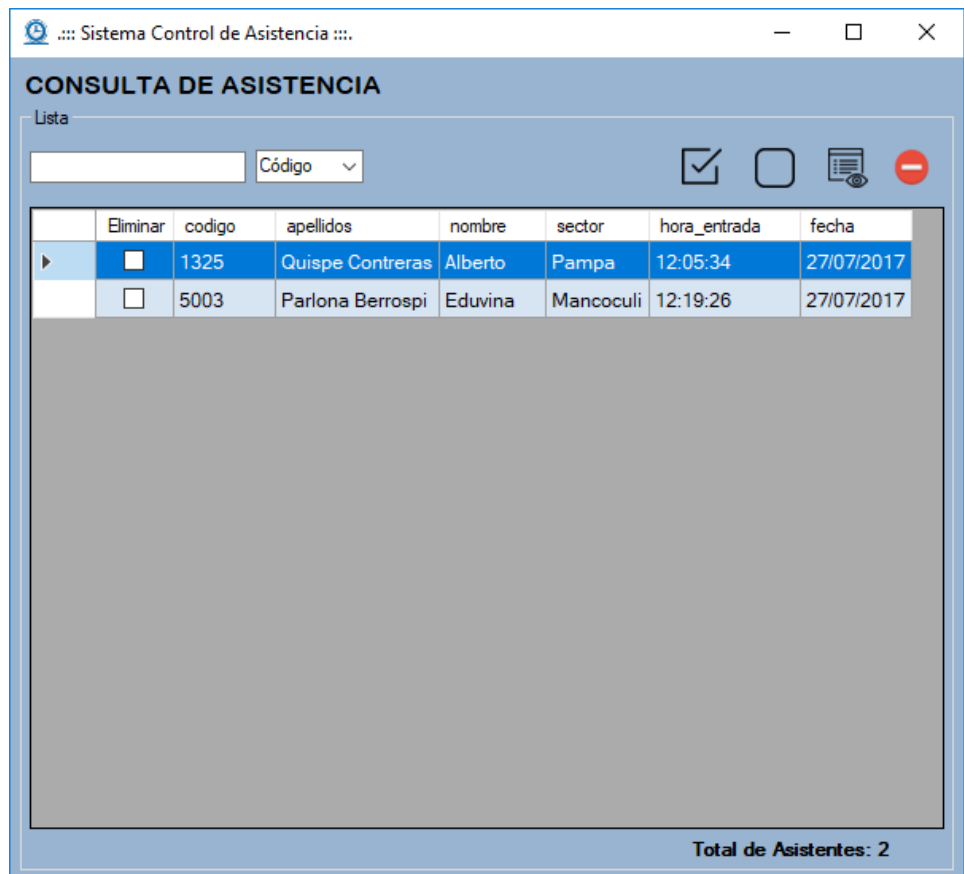 .::: Sistema Control de Asistencia :::.
CONSULTA DE ASISTENCIA
Lista
Código
Eliminar codigo apellidos nombre sector hora_entrada fecha
1325 Quispe Contreras Alberto Pampa 12:05:34 27/07/2017
5003 Parlona Berrospi Eduvina Mancoculi 12:19:26 27/07/2017
Total de Asistentes: 2